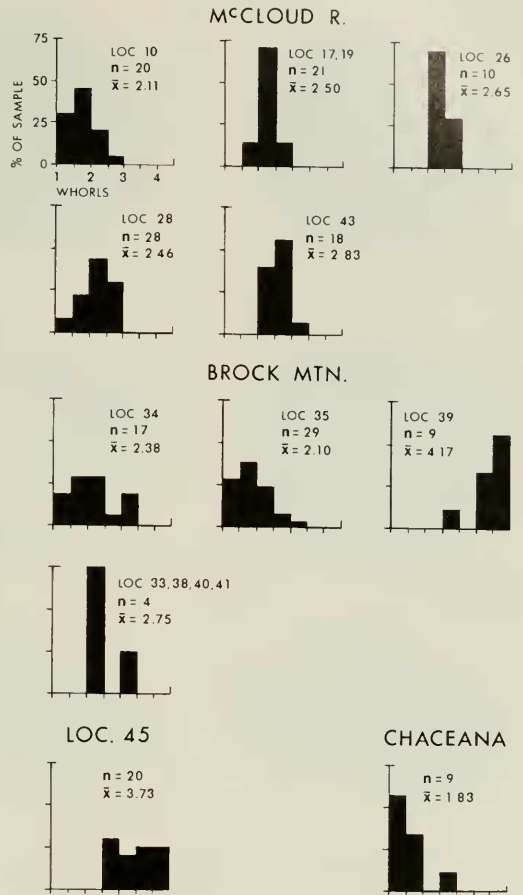 MᶜCLOUD R.
75
50
25
0
% OF SAMPLE
1 2 3 4
WHORLS
LOC 10
n = 20
x̄ = 2.11
LOC 17,19
n = 21
x̄ = 2 50
LOC 26
n = 10
x̄ = 2.65
LOC 28
n = 28
x̄ = 2 46
LOC 43
n = 18
x̄ = 2 83
BROCK MTN.
LOC 34
n = 17
x̄ = 2.38
LOC 35
n = 29
x̄ = 2.10
LOC 39
n = 9
x̄ = 4 17
LOC 33,38,40,41
n = 4
x̄ = 2.75
LOC. 45
n = 20
x̄ = 3.73
CHACEANA
n = 9
x̄ = 1 83